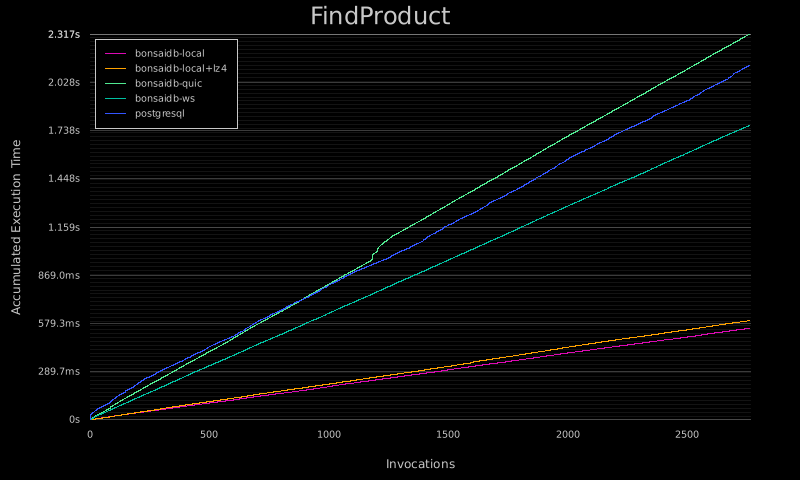 FindProduct
2.317s
2.028s
1.738s
1.448s
1.159s
869.0ms
579.3ms
289.7ms
0s
bonsaidb-local
bonsaidb-local+lz4
bonsaidb-quic
bonsaidb-ws
postgresql
Accumulated Execution Time
0 500 1000 1500 2000 2500
Invocations